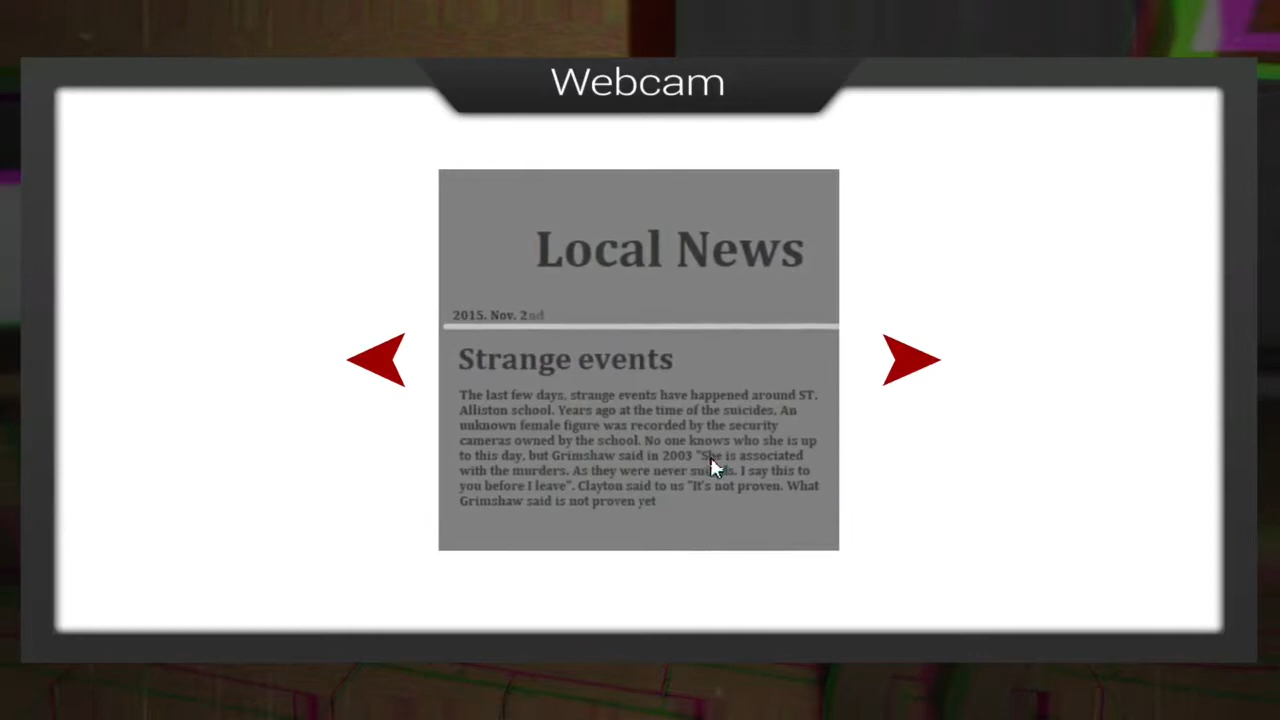 Webcam
Local News
2015. Nov. 2nd
Strange events
The last few days, strange events have happened around ST.
Alliston school. Years ago at the time of the suicides, An
unknown female figure was recorded by the security
cameras owned by the school. No one knows who she is up
to this day, but Grimshaw said in 2003 "She is associated
with the murders. As they were never I say this to
you before I leave". Clayton said to us "It's not proven. What
Grimshaw said is not proven yet